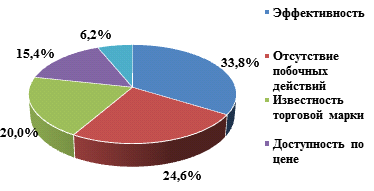 6,2%
15,4%
33,8%
20,0%
24,6%
Эффективность
Отсутствие
побочных
действий
Известность
торговой марки
Доступность по
цене